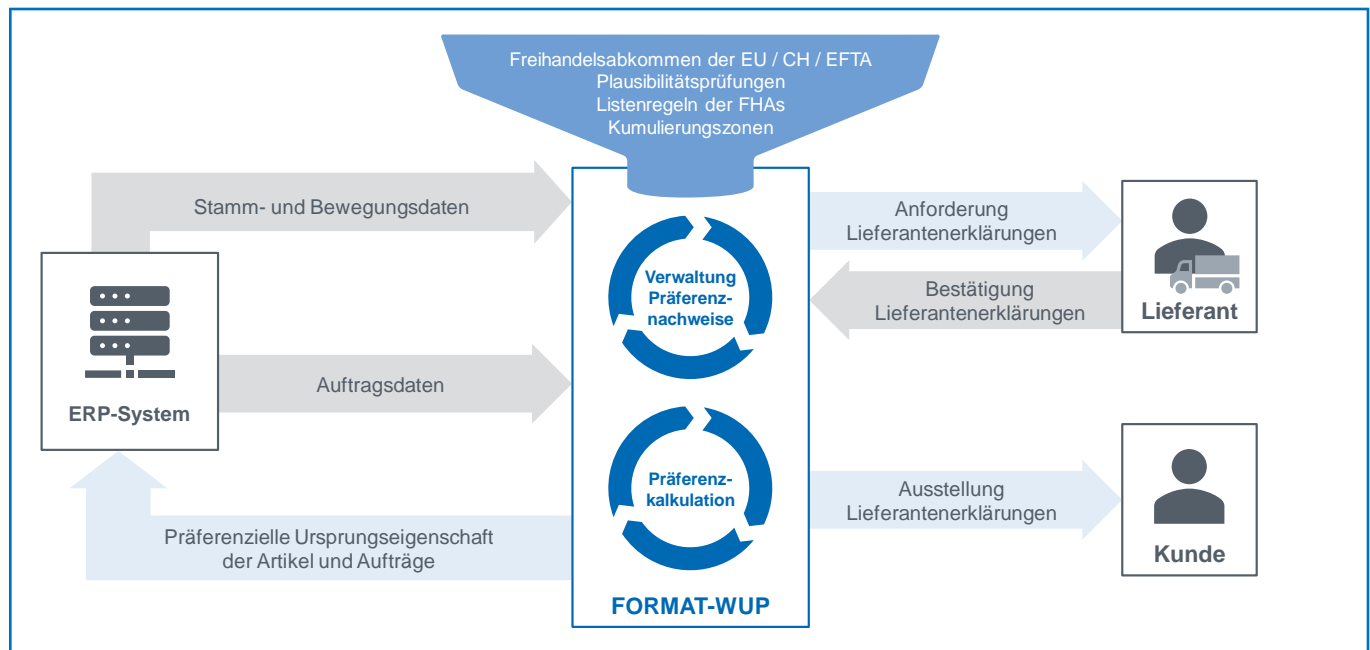 Freihandelsabkommen der EU / CH / EFTA
Plausibilitätsprüfungen
Listenregeln der FHAs
Kumulierungszonen
Stamm- und Bewegungsdaten
Anforderung
Lieferantenerklärungen
Verwaltung
Präferenz-
nachweise
Bestätigung
Lieferantenerklärungen
Lieferant
ERP-System
Auftragsdaten
Präferenz-
kalkulation
Ausstellung
Lieferantenerklärungen
Kunde
Präferenzielle Ursprungseigenschaft
der Artikel und Aufträge
FORMAT-WUP